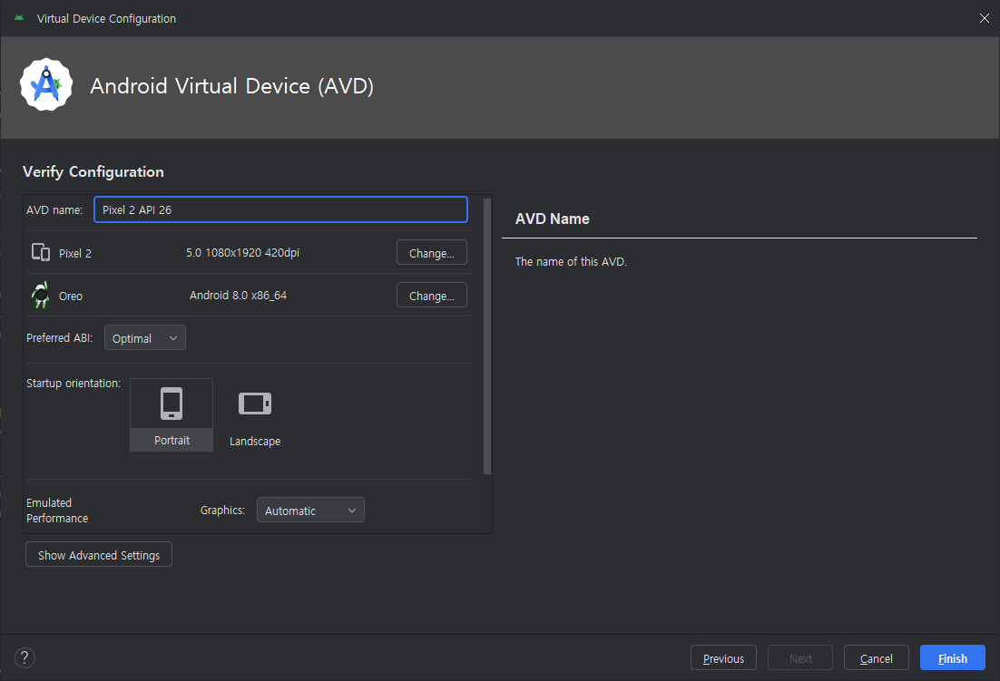 Virtual Device Configuration
Android Virtual Device (AVD)
Verify Configuration
AVD name: Pixel 2 API 26
Pixel 2 5.0 1080x1920 420dpi Change...
Oreo Android 8.0 x86_64 Change...
Preferred ABI: Optimal
Startup orientation:
Portrait Landscape
Emulated
Performance
Graphics: Automatic
Show Advanced Settings
AVD Name
The name of this AVD.
?
Previous Next Cancel Finish